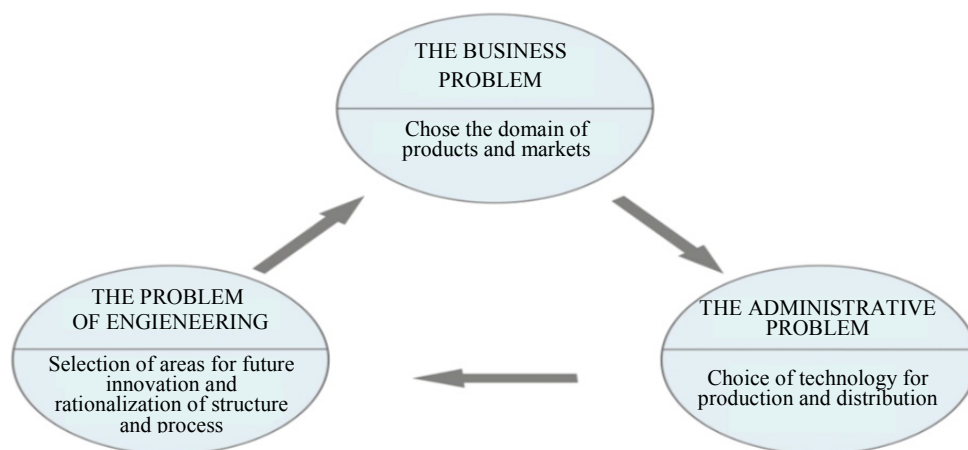 THE BUSINESS
PROBLEM
Chose the domain of
products and markets
THE PROBLEM
OF ENGIENEERING
Selection of areas for future
innovation and
rationalization of structure
and process
THE ADMINISTRATIVE
PROBLEM
Choice of technology for
production and distribution